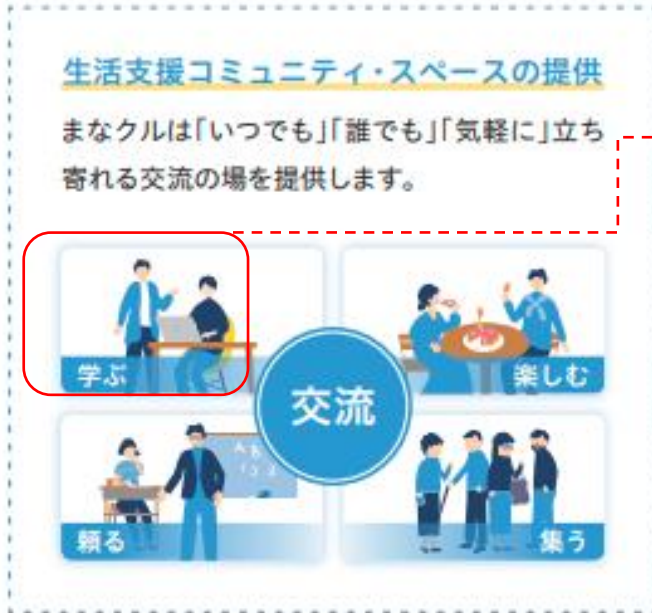 生活支援コミュニティ・スペースの提供
まなクルは「いつでも」「誰でも」「気軽に」立ち
寄れる交流の場を提供します。
学ぶ
楽しむ
交流
A B
1 2 3
頼る
集う